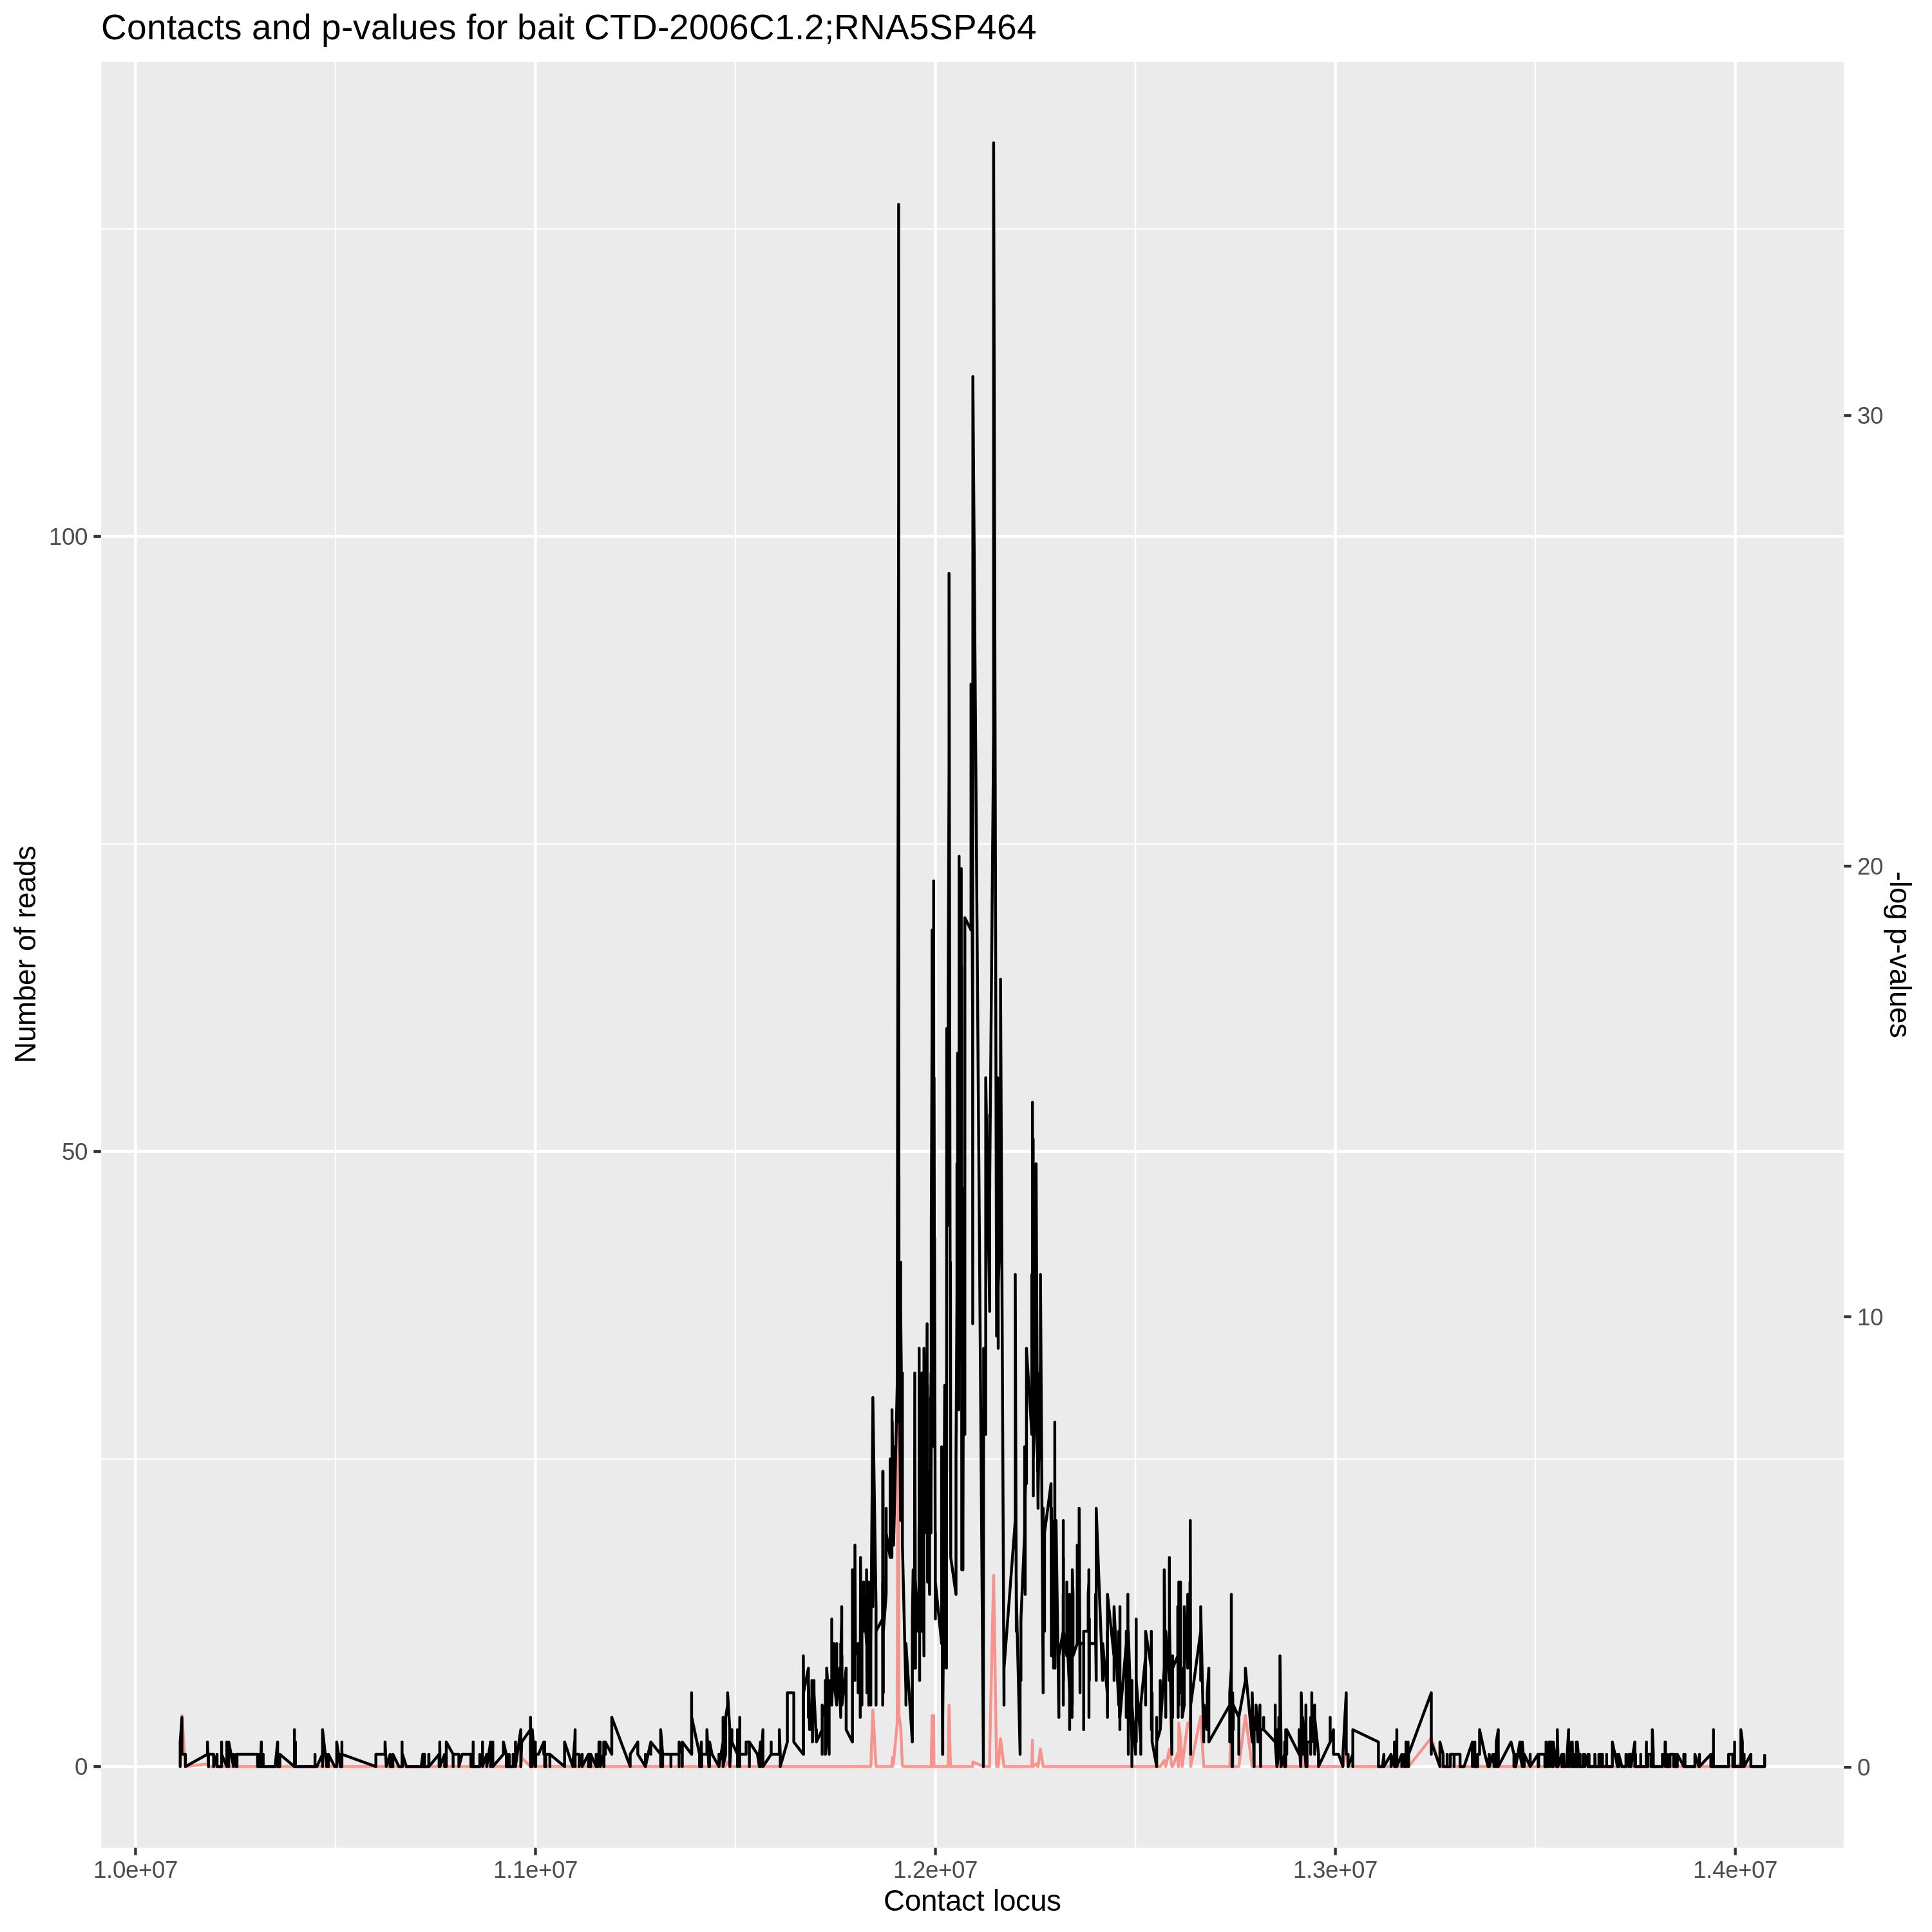 Contacts and p-values for bait CTD-2006C1.2;RNA5SP464
100
50
0
Number of reads
30
20
10
0
-log p-values
1.0e+07
1.1e+07
1.2e+07
1.3e+07
1.4e+07
Contact locus